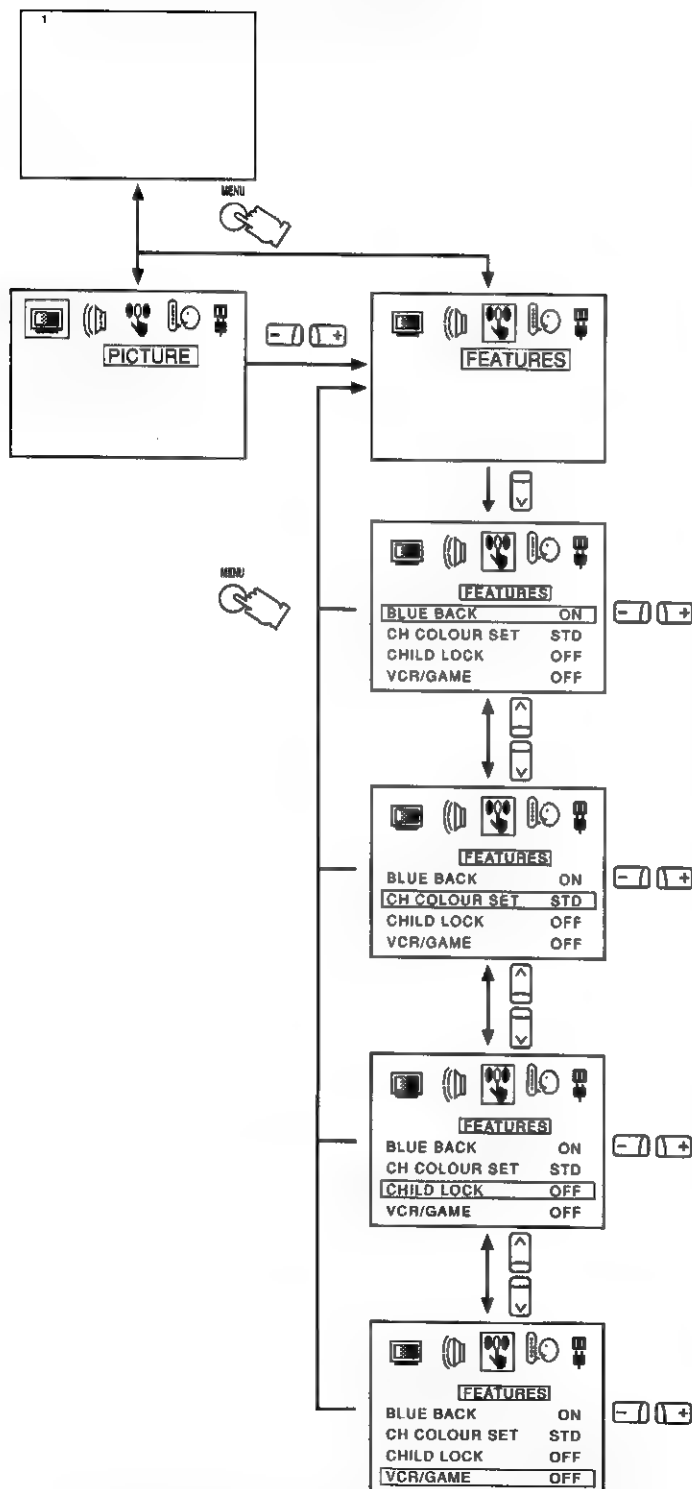 1
MENU
PICTURE
- +
FEATURES
MENU
FEATURES
BLUE BACK ON
CH COLOUR SET STD
CHILD LOCK OFF
VCR/GAME OFF
- +
FEATURES
BLUE BACK ON
CH COLOUR SET STD
CHILD LOCK OFF
VCR/GAME OFF
- +
FEATURES
BLUE BACK ON
CH COLOUR SET STD
CHILD LOCK OFF
VCR/GAME OFF
- +
FEATURES
BLUE BACK ON
CH COLOUR SET STD
CHILD LOCK OFF
VCR/GAME OFF
- +